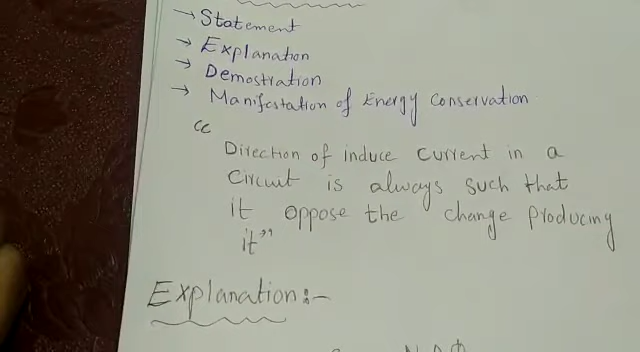 → Statement
→ Explanation
→ Demostration
→ Manifestation of Energy Conservation
“
Direction of induce current in a
Circuit is always such that
it oppose the change producing
it”
Explanation:-